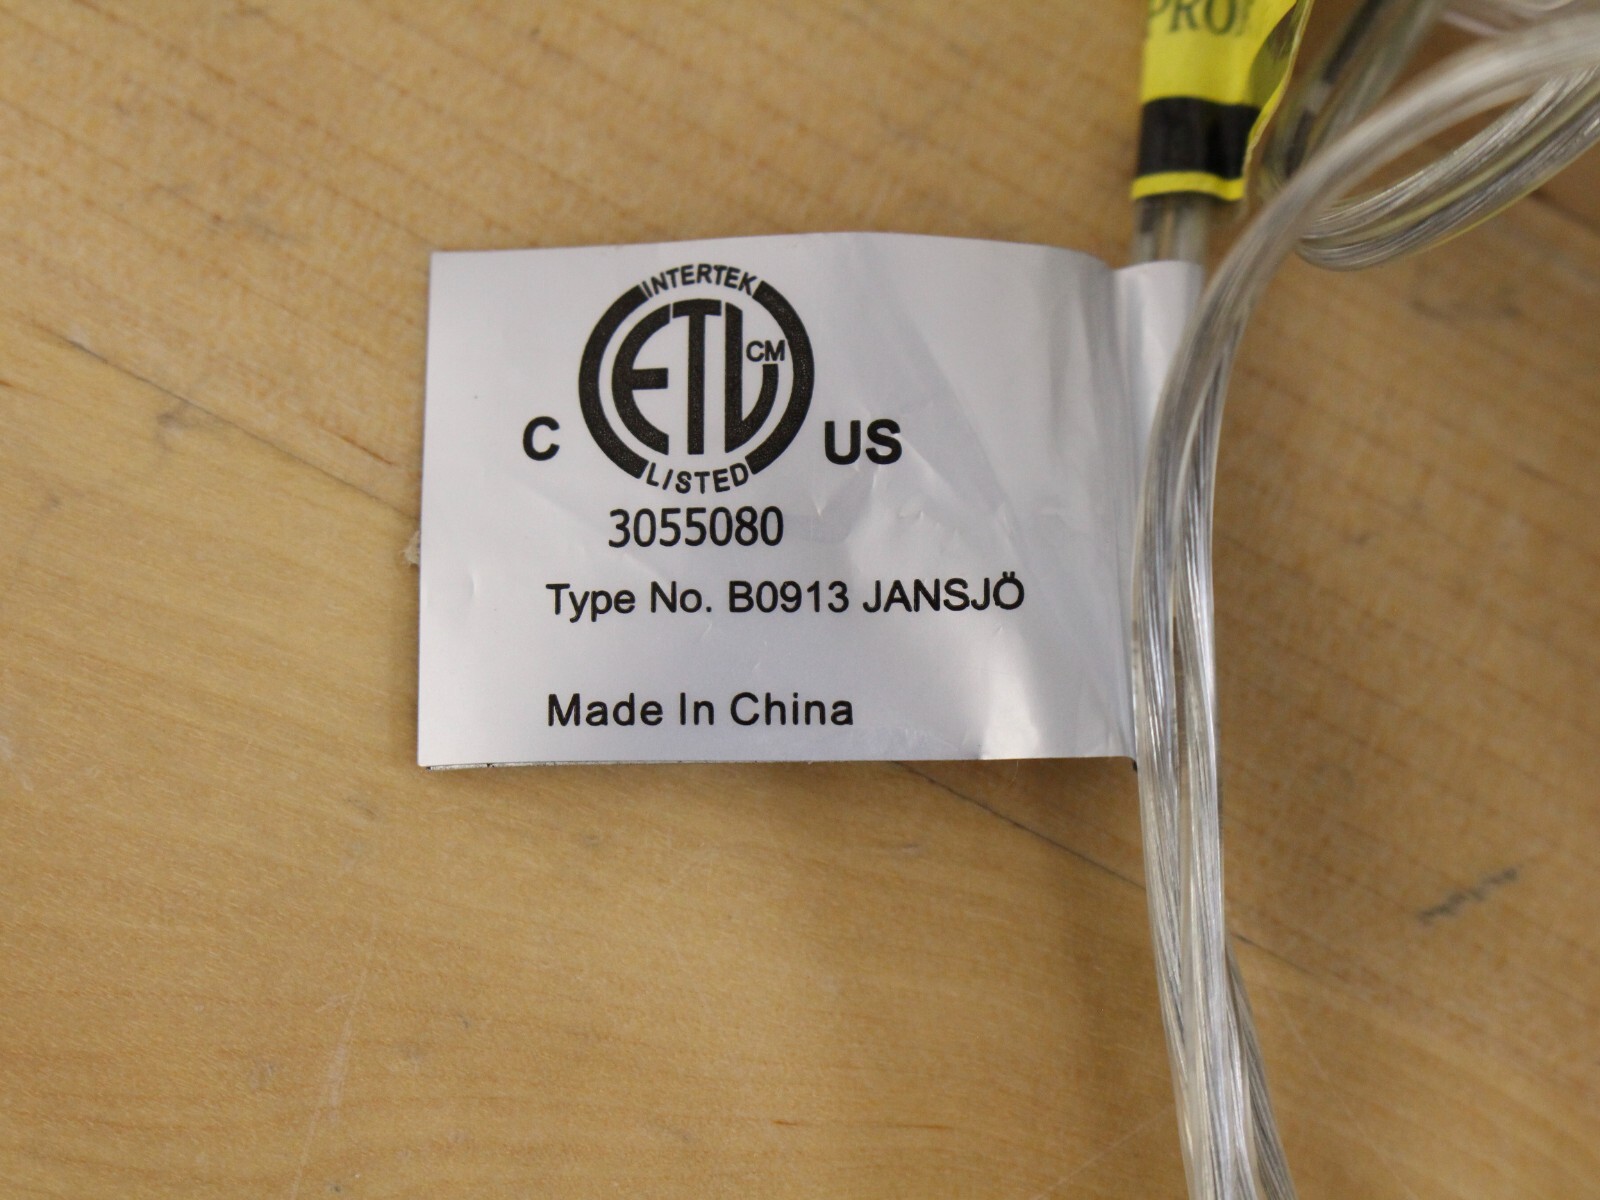 INTERTEK
ETL CM
C US
LISTED
3055080
Type No. B0913 JANSJÖ
Made In China